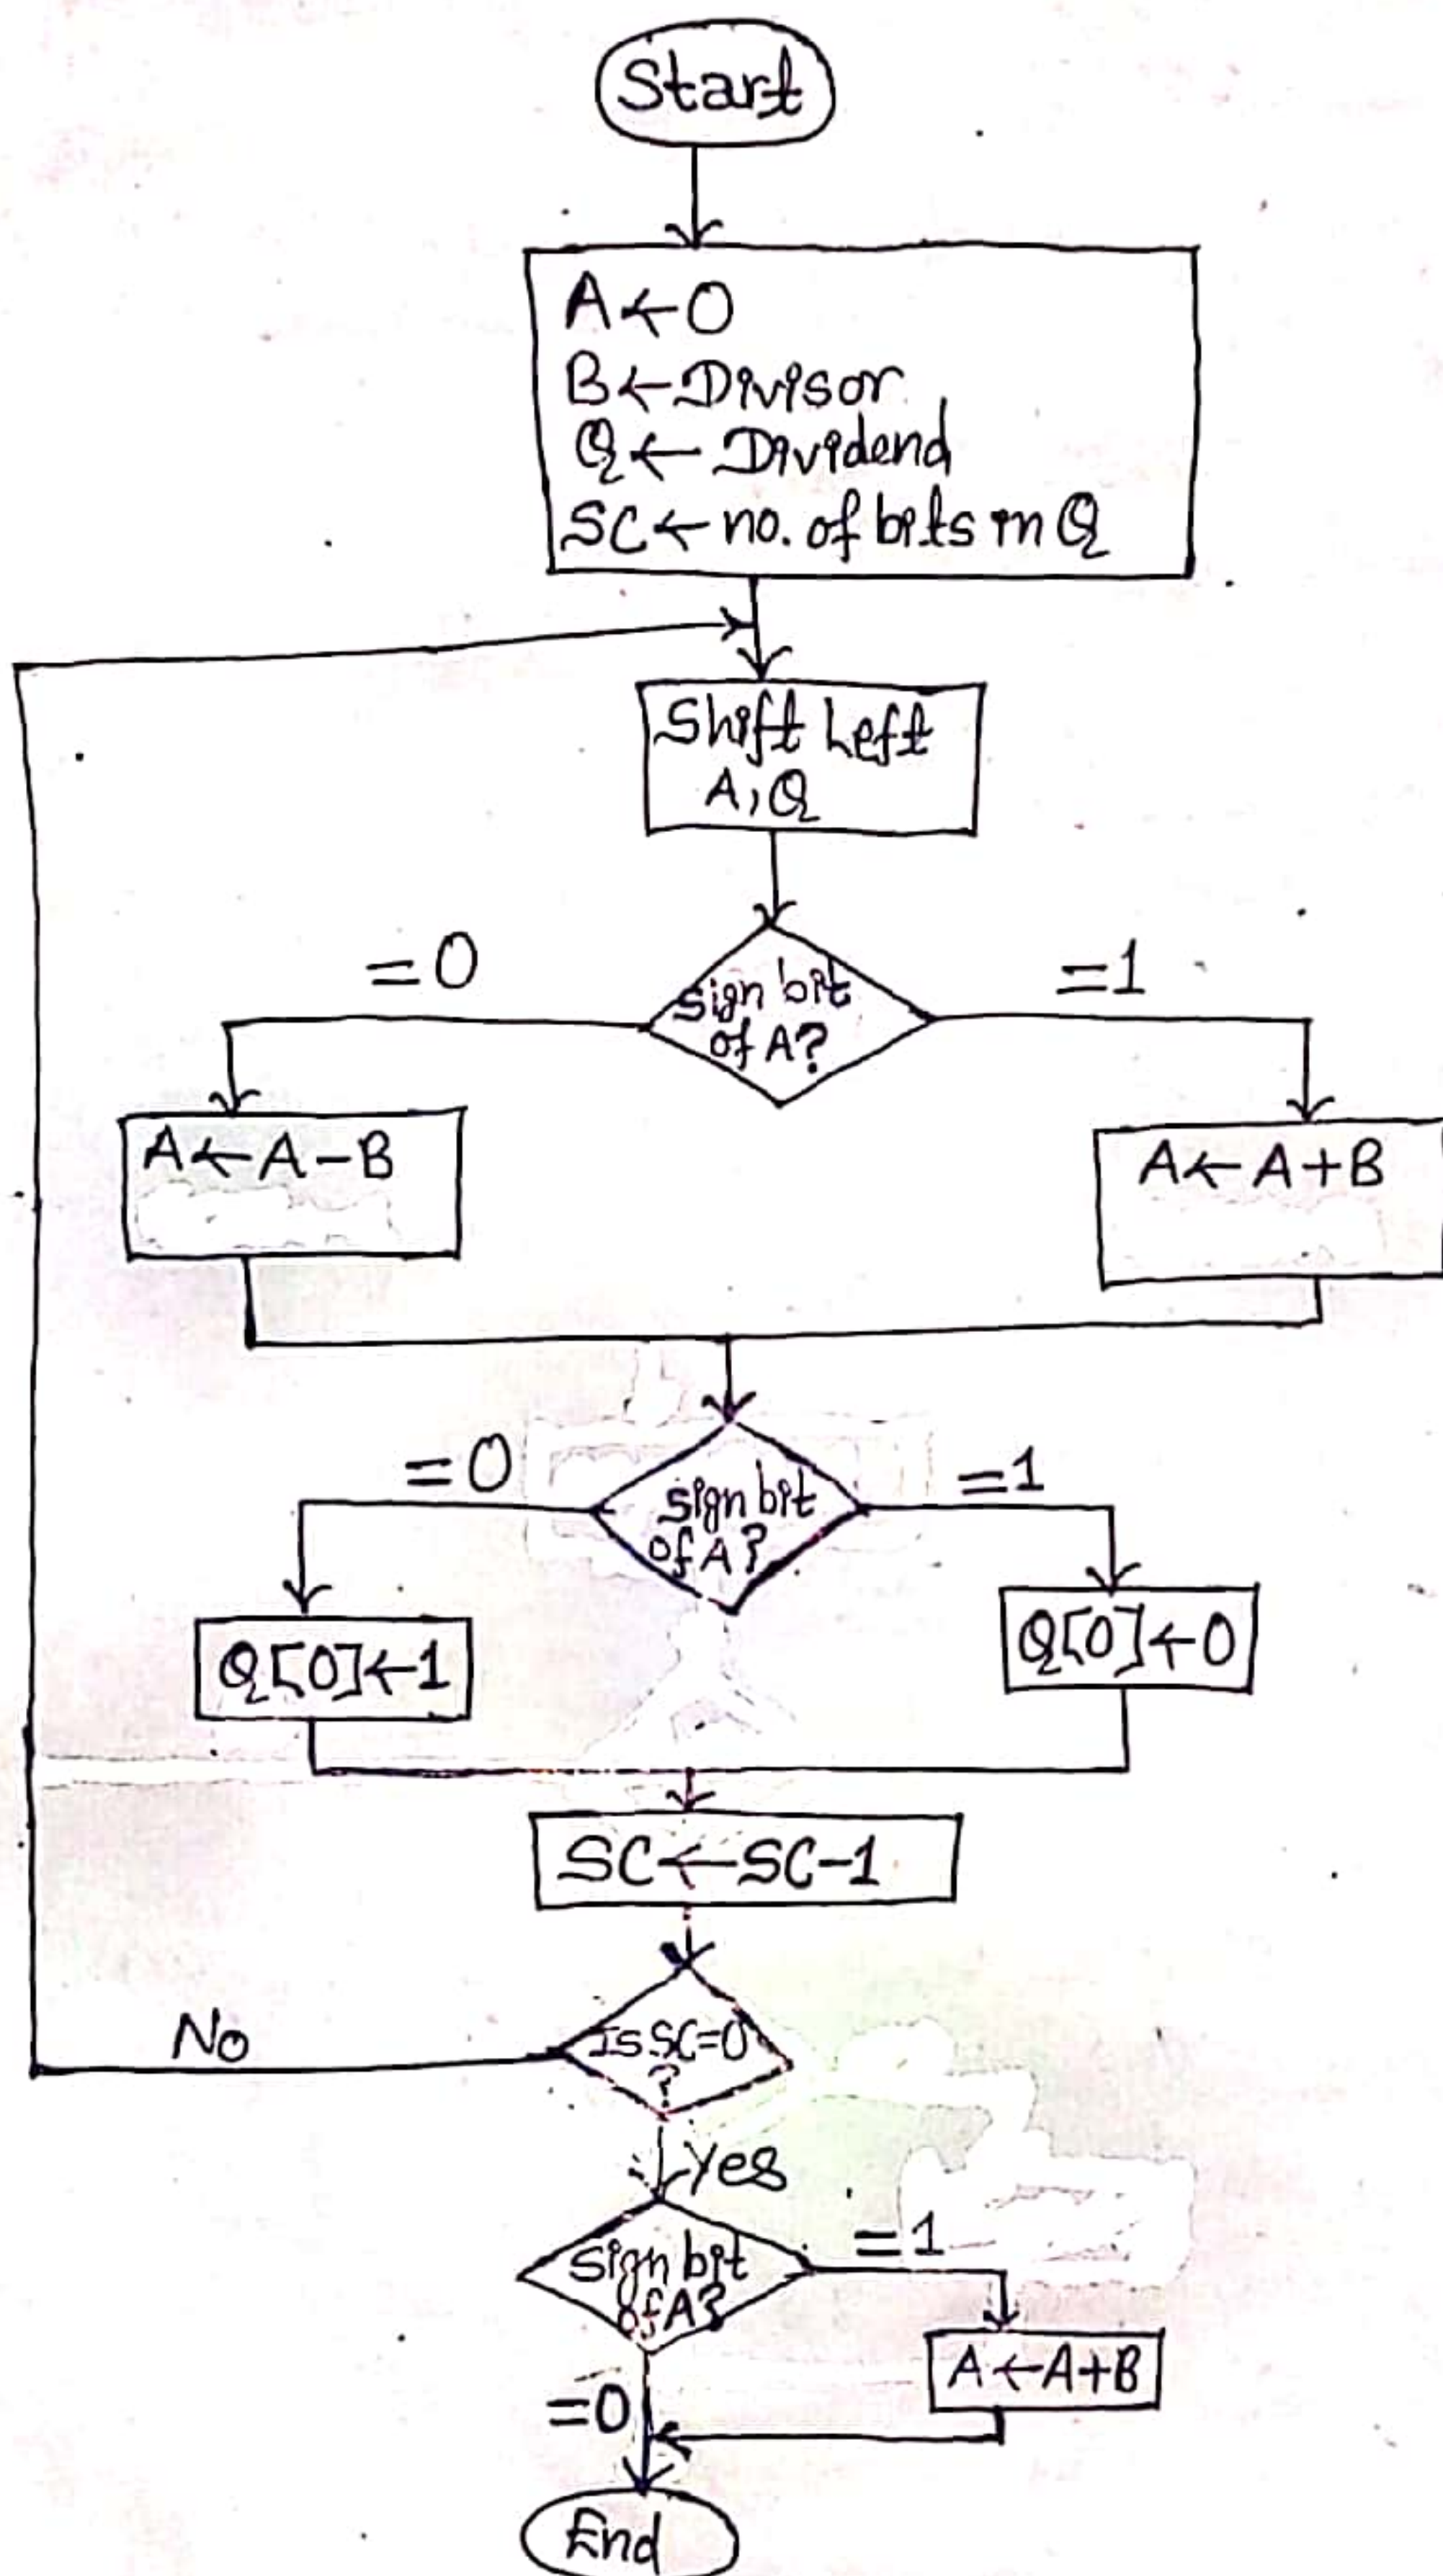 Start
A ← 0
B ← Divisor
Q ← Dividend
SC ← no. of bits in Q
Shift Left
A, Q
= 0
sign bit
of A?
= 1
A ← A - B
A ← A + B
= 0
sign bit
of A?
= 1
Q[0] ← 1
Q[0] ← 0
SC ← SC-1
No
Is SC=0
?
Yes
sign bit
of A?
= 1
A ← A+B
=0
End